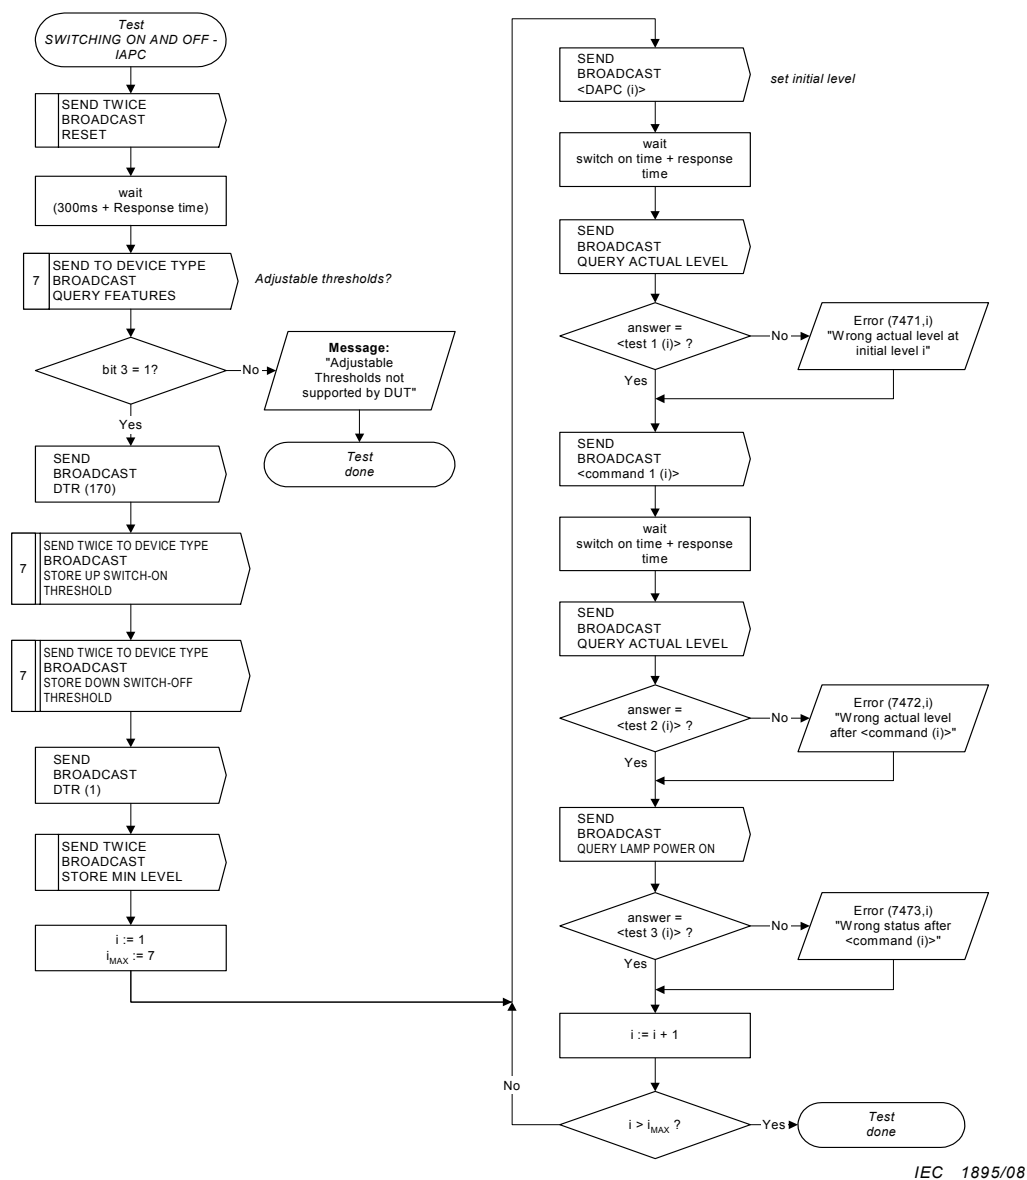 Test
SWITCHING ON AND OFF -
IAPC
SEND TWICE
BROADCAST
RESET
wait
(300ms + Response time)
7
SEND TO DEVICE TYPE
BROADCAST
QUERY FEATURES
Adjustable thresholds?
bit 3 = 1?
No
Message:
"Adjustable
Thresholds not
supported by DUT"
Test
done
Yes
SEND
BROADCAST
DTR (170)
7
SEND TWICE TO DEVICE TYPE
BROADCAST
STORE UP SWITCH-ON
THRESHOLD
7
SEND TWICE TO DEVICE TYPE
BROADCAST
STORE DOWN SWITCH-OFF
THRESHOLD
SEND
BROADCAST
DTR (1)
SEND TWICE
BROADCAST
STORE MIN LEVEL
i := 1
iMAX := 7
SEND
BROADCAST
<DAPC (i)>
set initial level
wait
switch on time + response
time
SEND
BROADCAST
QUERY ACTUAL LEVEL
answer =
<test 1 (i)> ?
No
Error (7471,i)
"Wrong actual level at
initial level i"
Yes
SEND
BROADCAST
<command 1 (i)>
wait
switch on time + response
time
SEND
BROADCAST
QUERY ACTUAL LEVEL
answer =
<test 2 (i)> ?
No
Error (7472,i)
"Wrong actual level
after <command (i)>"
Yes
SEND
BROADCAST
QUERY LAMP POWER ON
answer =
<test 3 (i)> ?
No
Error (7473,i)
"Wrong status after
<command (i)>"
Yes
i := i + 1
No
i > iMAX ?
Yes
Test
done
IEC 1895/08